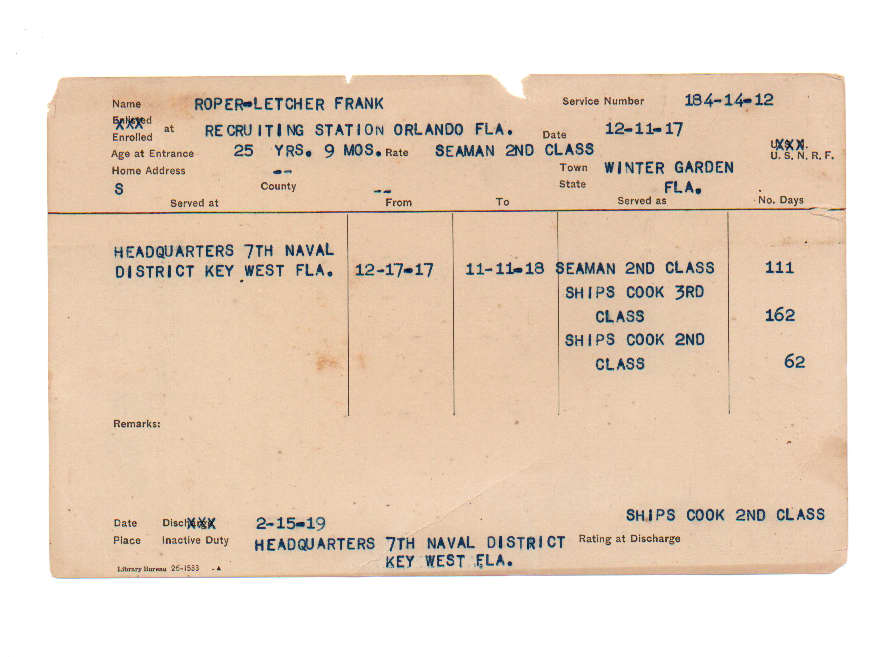 Name ROPER-LETCHER FRANK Service Number 184-14-12
Enlisted
XXX
Enrolled at RECRUITING STATION ORLANDO FLA. Date 12-11-17
Age at Entrance 25 YRS. 9 MOS. Rate SEAMAN 2ND CLASS XXX
U. S. N. R. F.
Home Address -- Town WINTER GARDEN
S County -- State FLA.
Served at From To Served as No. Days
HEADQUARTERS 7TH NAVAL
DISTRICT KEY WEST FLA. 12-17-17 11-11-18 SEAMAN 2ND CLASS 111
SHIPS COOK 3RD
CLASS 162
SHIPS COOK 2ND
CLASS 62
Remarks:
SHIPS COOK 2ND CLASS
Date Discharge XXX 2-15-19
Place Inactive Duty HEADQUARTERS 7TH NAVAL DISTRICT Rating at Discharge
KEY WEST FLA.
Library Bureau 26-1533 - ▲